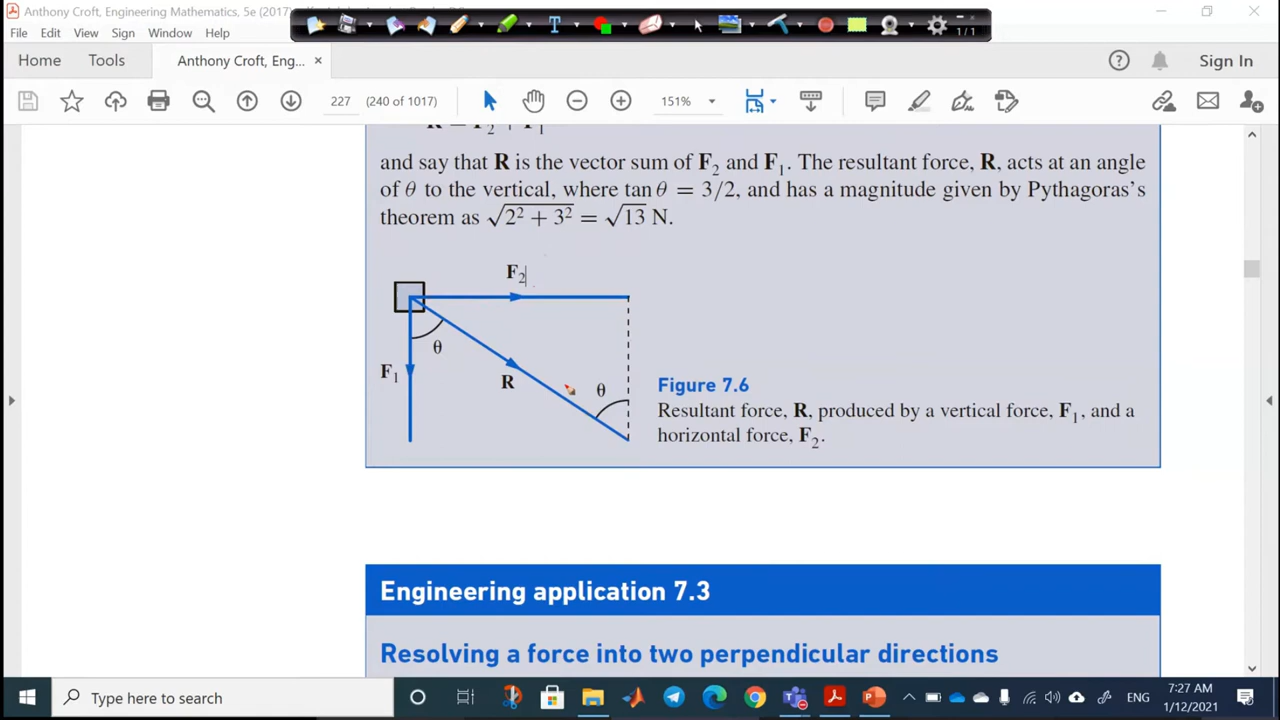 Anthony Croft, Engineering Mathematics, 5e (2017)
1/1
File Edit View Sign Window Help
Home Tools Anthony Croft, Eng... × Sign In
227 (240 of 1017) 151%
R = F₂ + F₁
and say that R is the vector sum of F₂ and F₁. The resultant force, R, acts at an angle
of θ to the vertical, where tan θ = 3/2, and has a magnitude given by Pythagoras's
theorem as √2² + 3² = √13 N.
F₂
θ
F₁
R
θ
Figure 7.6
Resultant force, R, produced by a vertical force, F₁, and a
horizontal force, F₂.
Engineering application 7.3
Resolving a force into two perpendicular directions
Type here to search
ENG
7:27 AM
1/12/2021